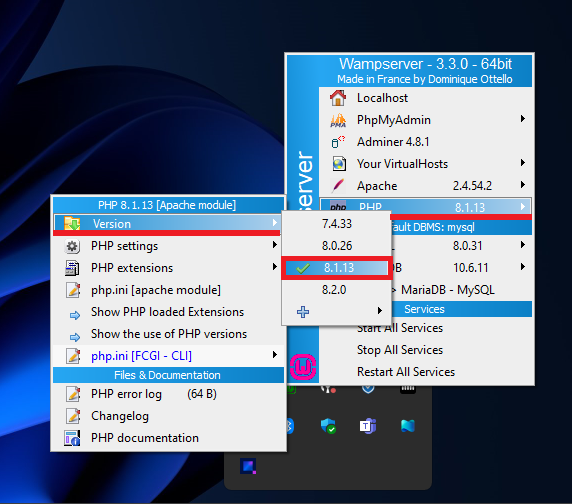 Wampserver - 3.3.0 - 64bit
Made in France by Dominique Ottello
server
Localhost
PhpMyAdmin
Adminer 4.8.1
Your VirtualHosts
Apache 2.4.54.2
php PHP 8.1.13
fault DBMS: mysql
8.0.31
DB 10.6.11
> MariaDB - MySQL
Services
Start All Services
Stop All Services
Restart All Services
PHP 8.1.13 [Apache module]
Version
PHP settings
PHP extensions
php.ini [apache module]
Show PHP loaded Extensions
Show the use of PHP versions
php.ini [FCGI - CLI]
Files & Documentation
PHP error log (64 B)
Changelog
PHP documentation
7.4.33
8.0.26
8.1.13
8.2.0